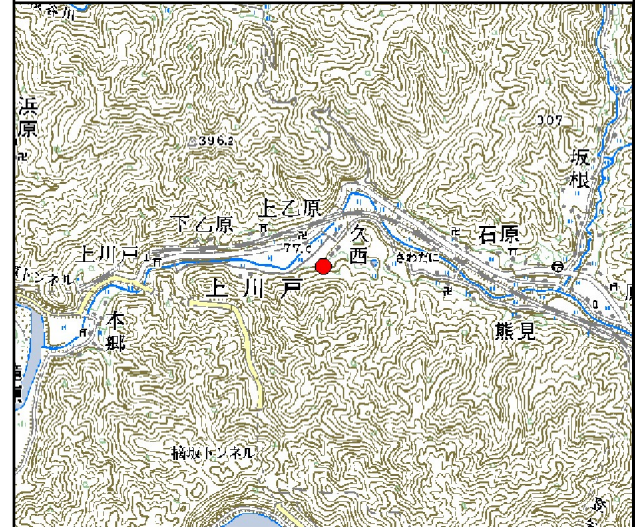 浜原
396.2
307
坂根
上乙原
下乙原
77.6
久西
石原
上川戸
さわだに
トンネル
上川戸
本郷
熊見
トンネル